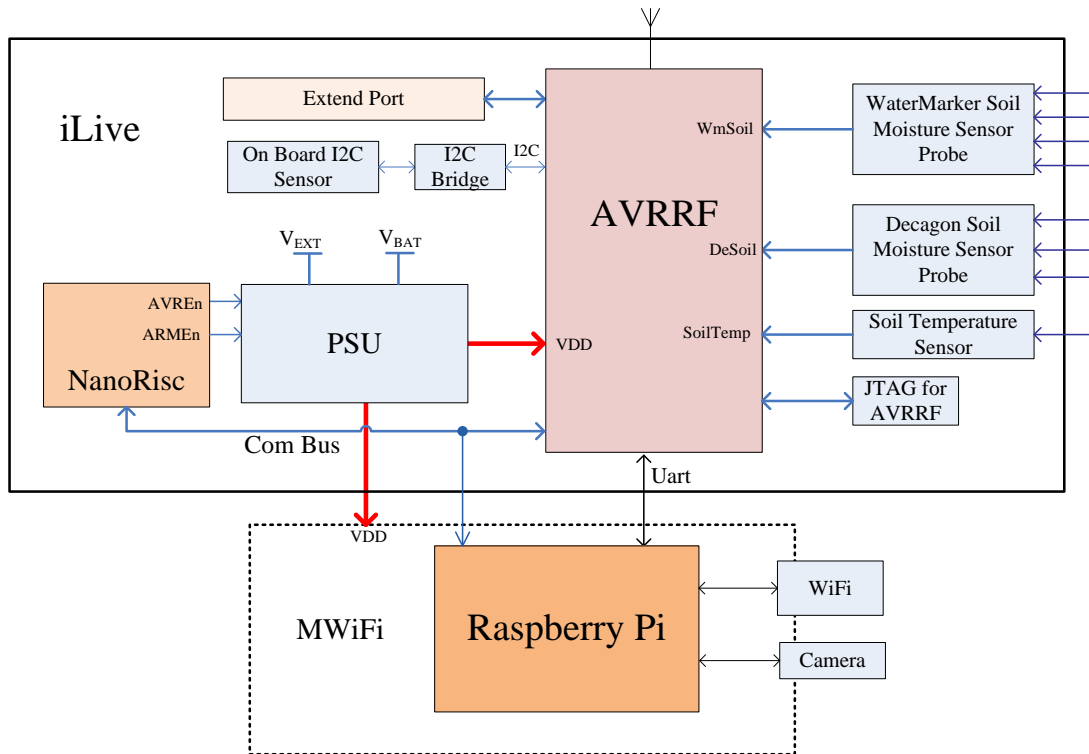 iLive
Extend Port
On Board I2C
Sensor
I2C
Bridge
I2C
AVRRF
WmSoil
DeSoil
SoilTemp
VDD
WaterMarker Soil
Moisture Sensor
Probe
Decagon Soil
Moisture Sensor
Probe
Soil Temperature
Sensor
JTAG for
AVRRF
VEXT
VBAT
AVREn
ARMEn
NanoRisc
PSU
Com Bus
Uart
VDD
MWiFi
Raspberry Pi
WiFi
Camera